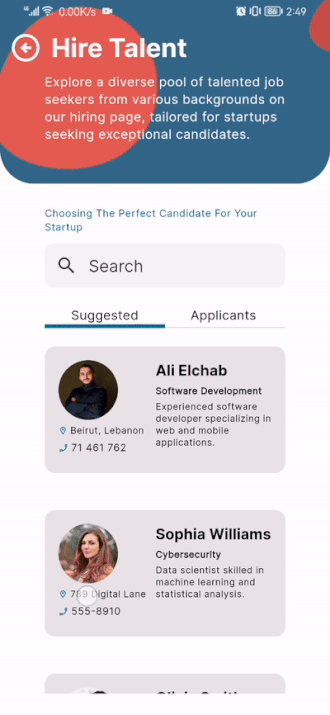 0.00K/s
86
2:49
Hire Talent
Explore a diverse pool of talented job
seekers from various backgrounds on
our hiring page, tailored for startups
seeking exceptional candidates.
Choosing The Perfect Candidate For Your
Startup
Search
Suggested
Applicants
Ali Elchab
Software Development
Experienced software
developer specializing in
web and mobile
applications.
Beirut, Lebanon
71 461 762
Sophia Williams
Cybersecurity
Data scientist skilled in
machine learning and
statistical analysis.
789 Digital Lane
555-8910